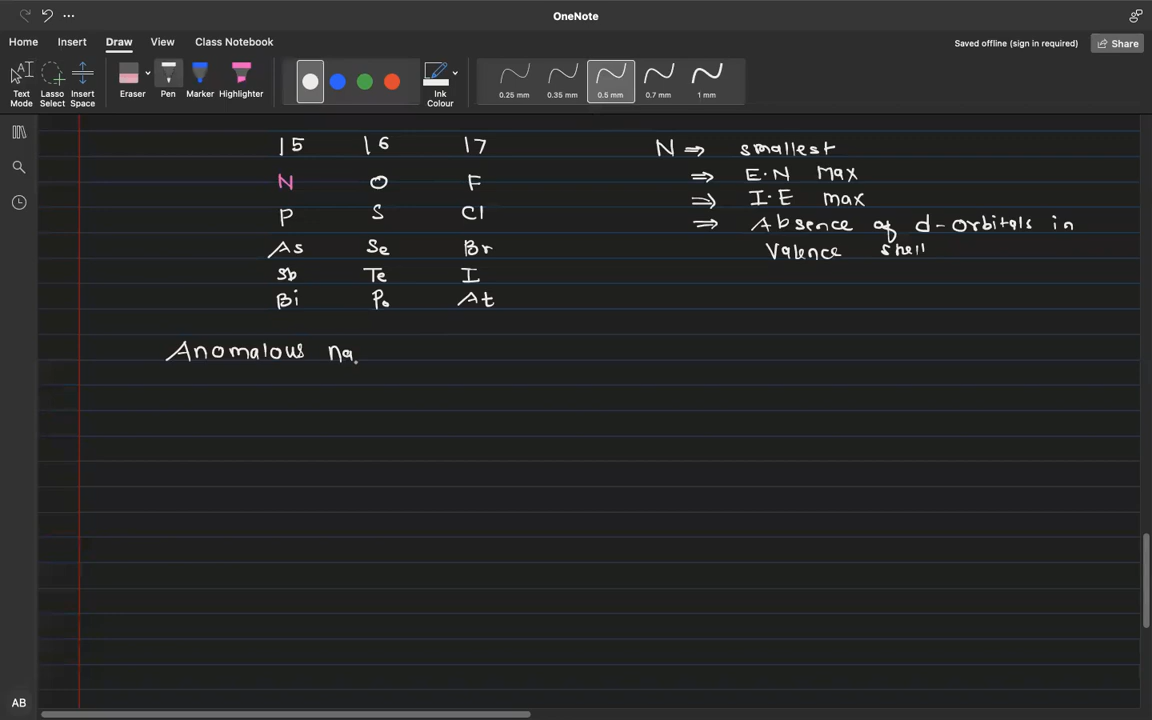 OneNote
Home Insert Draw View Class Notebook
Saved offline (sign in required) Share
Text Mode
Lasso Select
Insert Space
Eraser
Pen
Marker
Highlighter
Ink Colour
0.25 mm 0.35 mm 0.5 mm 0.7 mm 1 mm
15 16 17
N O F
P S Cl
As Se Br
Sb Te I
Bi Po At
N ⇒ smallest
⇒ E.N Max
⇒ I.E max
⇒ Absence of d-orbitals in
Valence shell
Anomalous na
AB